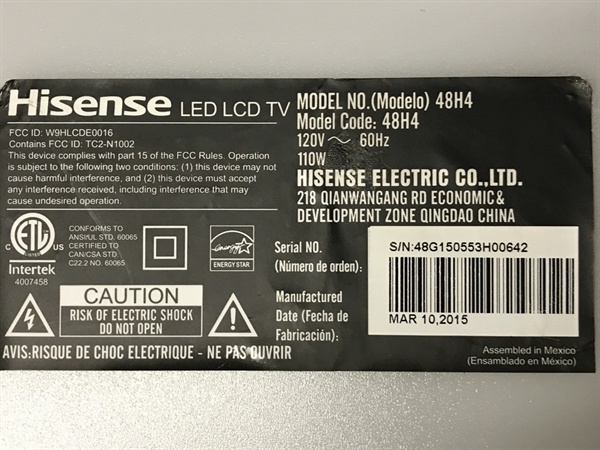 Hisense LED LCD TV
FCC ID: W9HLCDE0016
Contains FCC ID: TC2-N1002
This device complies with part 15 of the FCC Rules. Operation
is subject to the following two conditions: (1) this device may not
cause harmful interference, and (2) this device must accept
any interference received, including interference that may
cause undesired operation.
MODEL NO.(Modelo) 48H4
Model Code: 48H4
120V ~ 60Hz
110W
HISENSE ELECTRIC CO.,LTD.
218 QIANWANGANG RD ECONOMIC &
DEVELOPMENT ZONE QINGDAO CHINA
C ETL US
LISTED
Intertek
4007458
CONFORMS TO
ANSI/UL STD. 60065
CERTIFIED TO
CAN/CSA STD.
C22.2 NO. 60065
energy
ENERGY STAR
Serial NO.
(Número de orden):
S/N:48G150553H00642
Manufactured
Date (Fecha de
Fabricación):
MAR 10,2015
CAUTION
RISK OF ELECTRIC SHOCK
DO NOT OPEN
AVIS:RISQUE DE CHOC ELECTRIQUE - NE PAS OUVRIR
Assembled in Mexico
(Ensamblado en México)